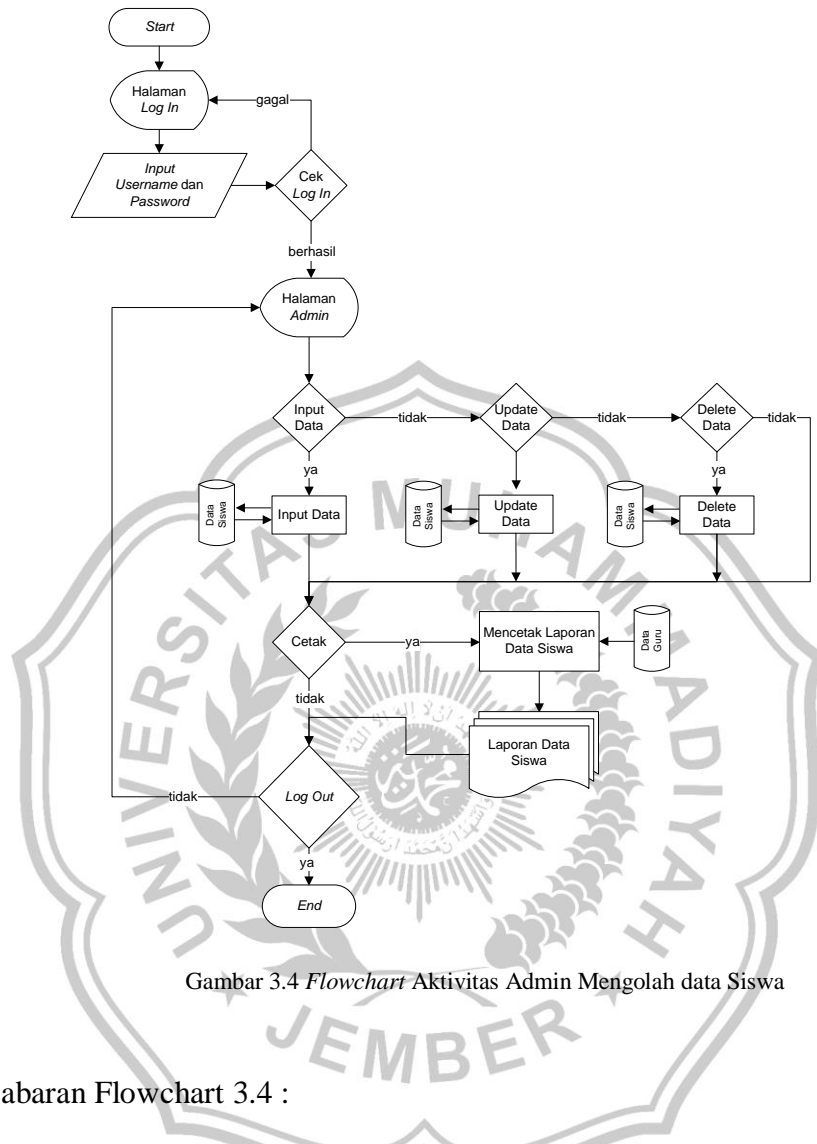 Start
Halaman
Log In
gagal
Input
Username dan
Password
Cek
Log In
berhasil
Halaman
Admin
Input
Data
tidak
Update
Data
tidak
Delete
Data
tidak
ya
ya
Data
Siswa
Input Data
Data
Siswa
Update
Data
Data
Siswa
Delete
Data
Cetak
ya
Mencetak Laporan
Data Siswa
Data
Guru
tidak
Laporan Data
Siswa
tidak
Log Out
ya
End
UNIVERSITAS MUHAMMADIYAH
JEMBER
Gambar 3.4 Flowchart Aktivitas Admin Mengolah data Siswa
abaran Flowchart 3.4 :